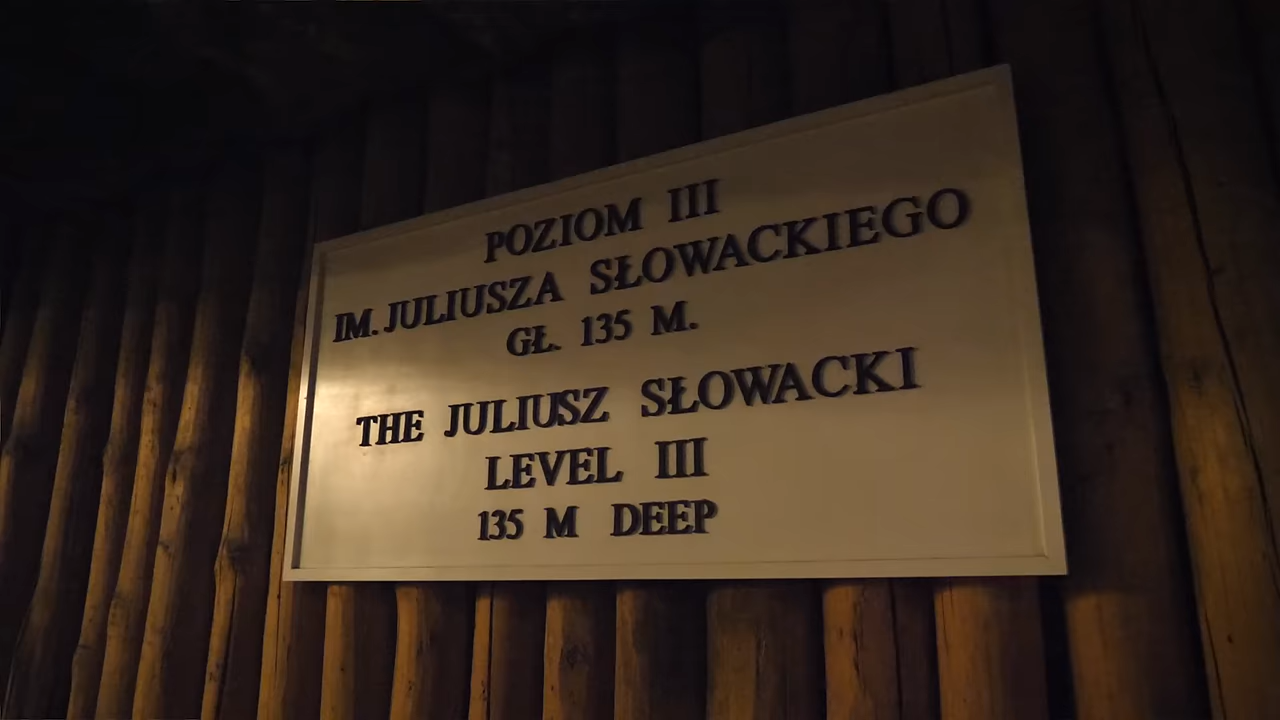 POZIOM III
IM. JULIUSZA SŁOWACKIEGO
GŁ. 135 M.
THE JULIUSZ SŁOWACKI
LEVEL III
135 M DEEP